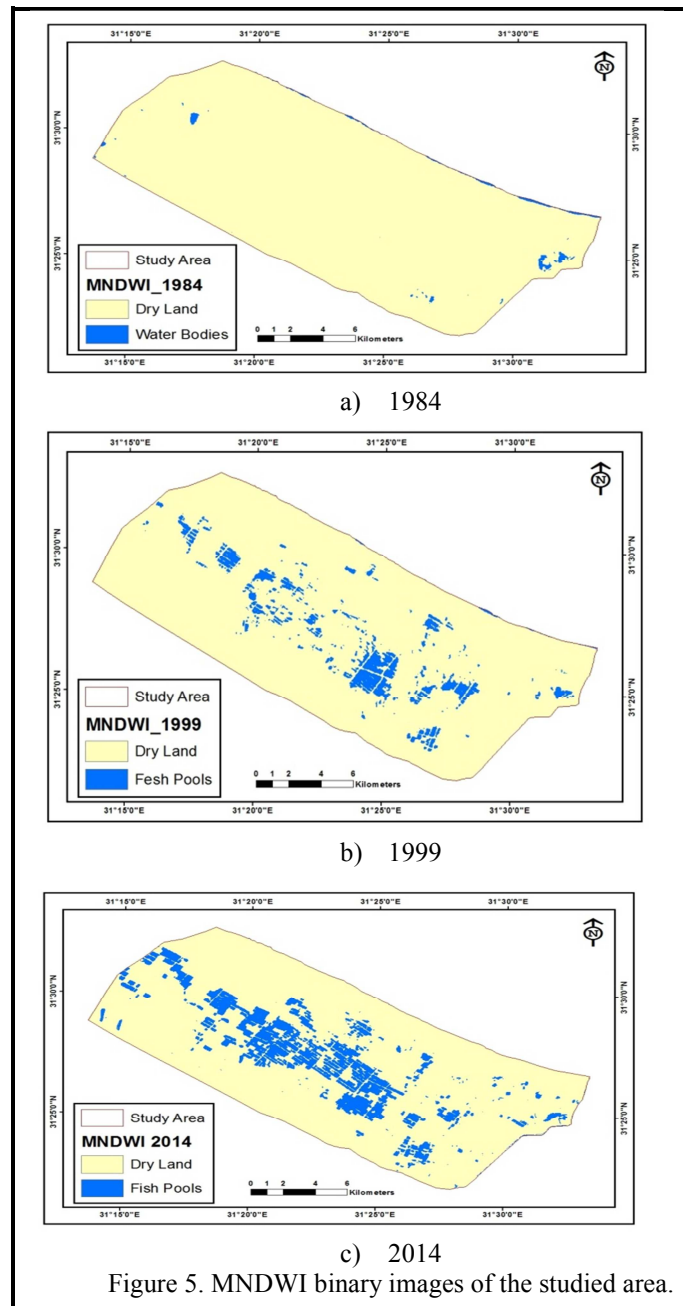 31°15'0"E 31°20'0"E 31°25'0"E 31°30'0"E
N
31°30'0"N 31°30'0"N
31°25'0"N 31°25'0"N
Study Area
MNDWI_1984
Dry Land
Water Bodies
0 1 2 4 6
Kilometers
31°15'0"E 31°20'0"E 31°25'0"E 31°30'0"E
a) 1984
31°15'0"E 31°20'0"E 31°25'0"E 31°30'0"E
N
31°30'0"N 31°30'0"N
31°25'0"N 31°25'0"N
Study Area
MNDWI_1999
Dry Land
Fesh Pools
0 1 2 4 6
Kilometers
31°15'0"E 31°20'0"E 31°25'0"E 31°30'0"E
b) 1999
31°15'0"E 31°20'0"E 31°25'0"E 31°30'0"E
N
31°30'0"N 31°30'0"N
31°25'0"N 31°25'0"N
Study Area
MNDWI 2014
Dry Land
Fish Pools
0 1 2 4 6
Kilometers
31°15'0"E 31°20'0"E 31°25'0"E 31°30'0"E
c) 2014
Figure 5. MNDWI binary images of the studied area.